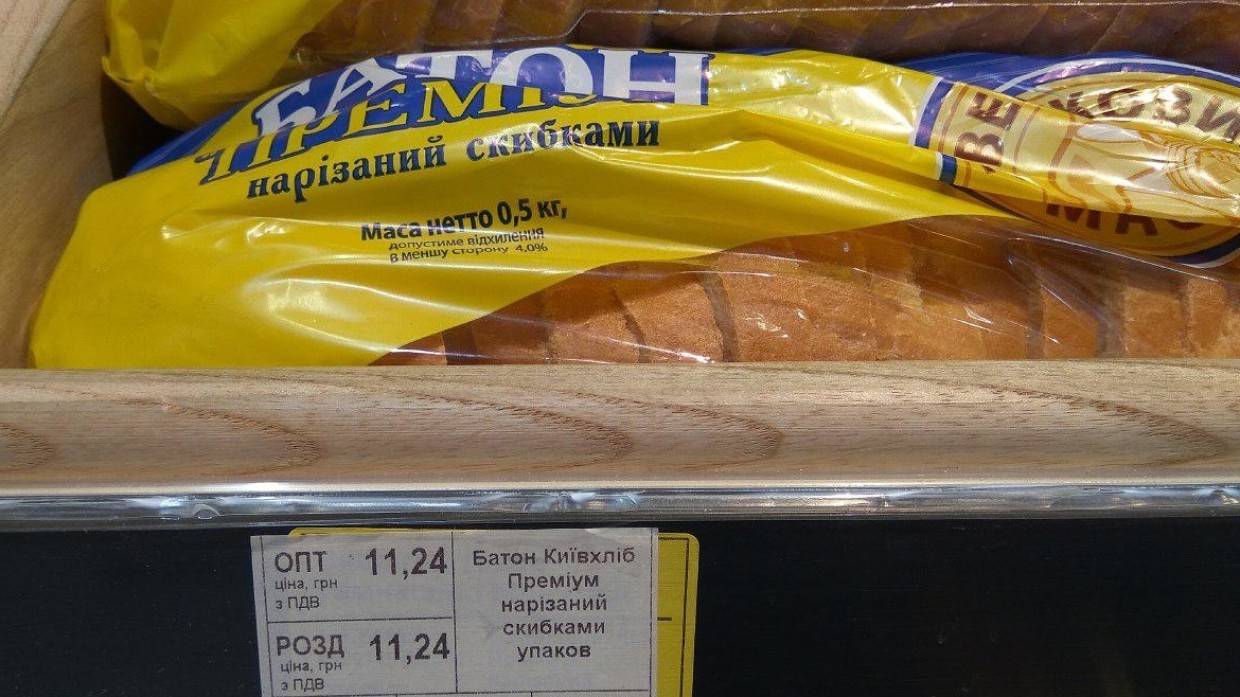 БАТОН
ПРЕМІУМ
нарізаний скибками
Маса нетто 0,5 кг,
допустиме відхилення
в меншу сторону 4,0%
ОПТ 11,24
ціна, грн
з ПДВ
РОЗД 11,24
ціна, грн
з ПДВ
Батон Київхліб
Преміум
нарізаний
скибками
упаков